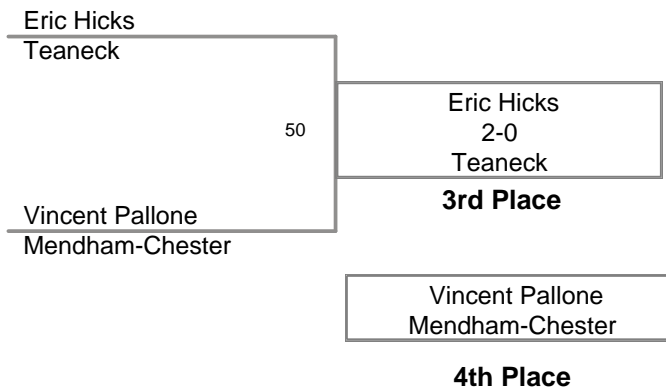 Eric Hicks
Teaneck
50
Eric Hicks
2-0
Teaneck
3rd Place
Vincent Pallone
Mendham-Chester
Vincent Pallone
Mendham-Chester
4th Place